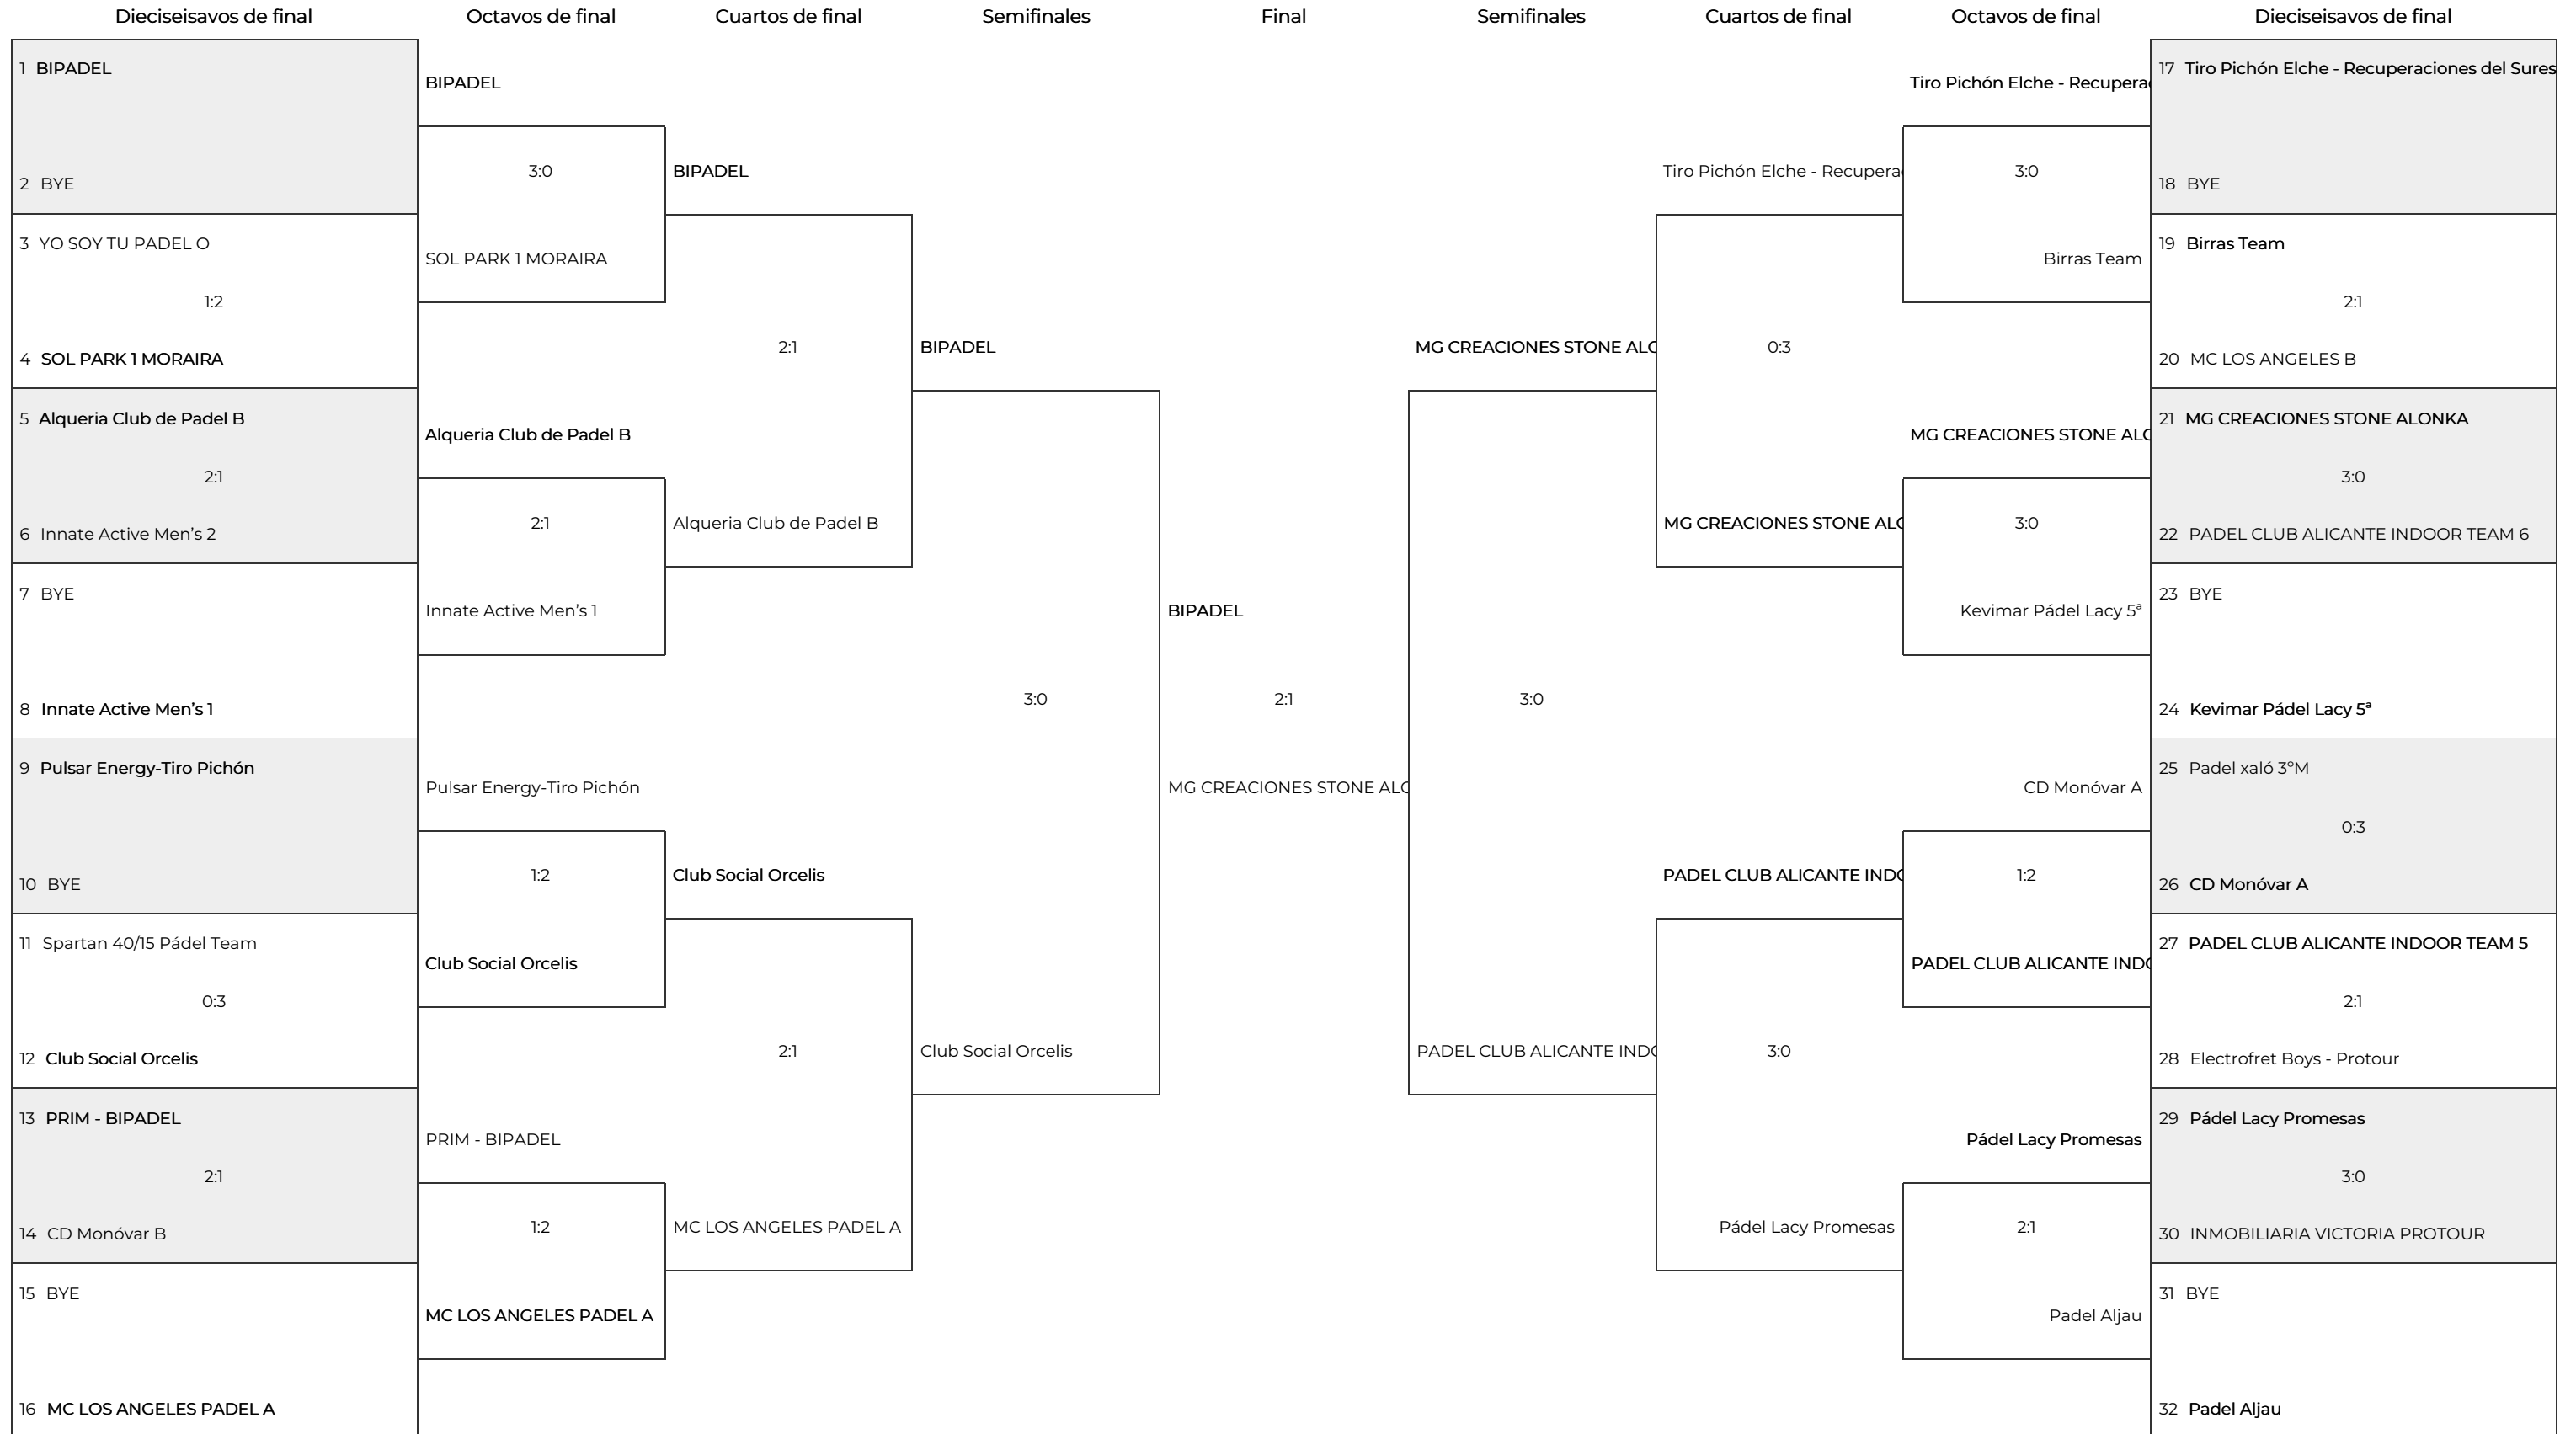 Dieciseisavos de final
Octavos de final
Cuartos de final
Semifinales
Final
Semifinales
Cuartos de final
Octavos de final
Dieciseisavos de final
1 BIPADEL
2 BYE
3 YO SOY TU PADEL O
1:2
4 SOL PARK 1 MORAIRA
5 Alqueria Club de Padel B
2:1
6 Innate Active Men’s 2
7 BYE
8 Innate Active Men’s 1
9 Pulsar Energy-Tiro Pichón
10 BYE
11 Spartan 40/15 Pádel Team
0:3
12 Club Social Orcelis
13 PRIM - BIPADEL
2:1
14 CD Monóvar B
15 BYE
16 MC LOS ANGELES PADEL A
BIPADEL
3:0
SOL PARK 1 MORAIRA
Alqueria Club de Padel B
2:1
Innate Active Men’s 1
Pulsar Energy-Tiro Pichón
1:2
Club Social Orcelis
PRIM - BIPADEL
1:2
MC LOS ANGELES PADEL A
BIPADEL
2:1
Alqueria Club de Padel B
Club Social Orcelis
2:1
MC LOS ANGELES PADEL A
BIPADEL
3:0
Club Social Orcelis
BIPADEL
2:1
MG CREACIONES STONE ALO
MG CREACIONES STONE ALO
3:0
PADEL CLUB ALICANTE INDO
Tiro Pichón Elche - Recupera
0:3
MG CREACIONES STONE ALO
PADEL CLUB ALICANTE INDO
3:0
Pádel Lacy Promesas
Tiro Pichón Elche - Recuperac
3:0
Birras Team
MG CREACIONES STONE ALO
3:0
Kevimar Pádel Lacy 5ª
CD Monóvar A
1:2
PADEL CLUB ALICANTE INDO
Pádel Lacy Promesas
2:1
Padel Aljau
17 Tiro Pichón Elche - Recuperaciones del Sures
18 BYE
19 Birras Team
2:1
20 MC LOS ANGELES B
21 MG CREACIONES STONE ALONKA
3:0
22 PADEL CLUB ALICANTE INDOOR TEAM 6
23 BYE
24 Kevimar Pádel Lacy 5ª
25 Padel xaló 3ºM
0:3
26 CD Monóvar A
27 PADEL CLUB ALICANTE INDOOR TEAM 5
2:1
28 Electrofret Boys - Protour
29 Pádel Lacy Promesas
3:0
30 INMOBILIARIA VICTORIA PROTOUR
31 BYE
32 Padel Aljau